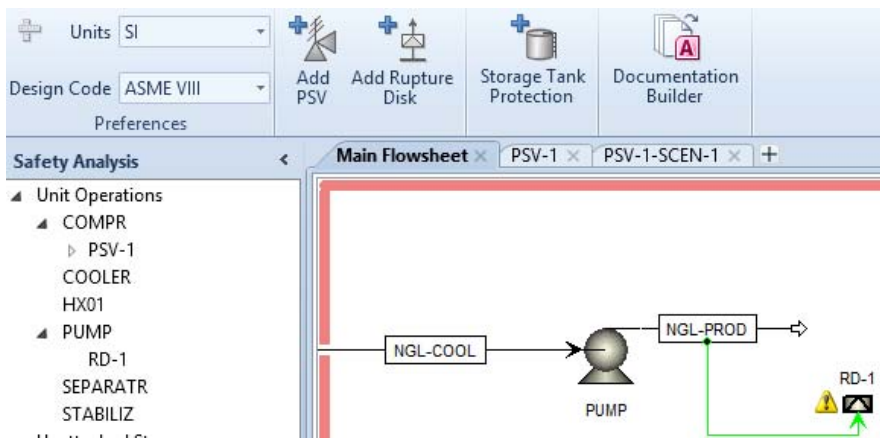 Units SI
Design Code ASME VIII
Preferences
Add PSV
Add Rupture Disk
Storage Tank Protection
Documentation Builder
A
Safety Analysis
Main Flowsheet
PSV-1
PSV-1-SCEN-1
Unit Operations
COMPR
PSV-1
COOLER
HX01
PUMP
RD-1
SEPARATR
STABILIZ
NGL-COOL
PUMP
NGL-PROD
RD-1